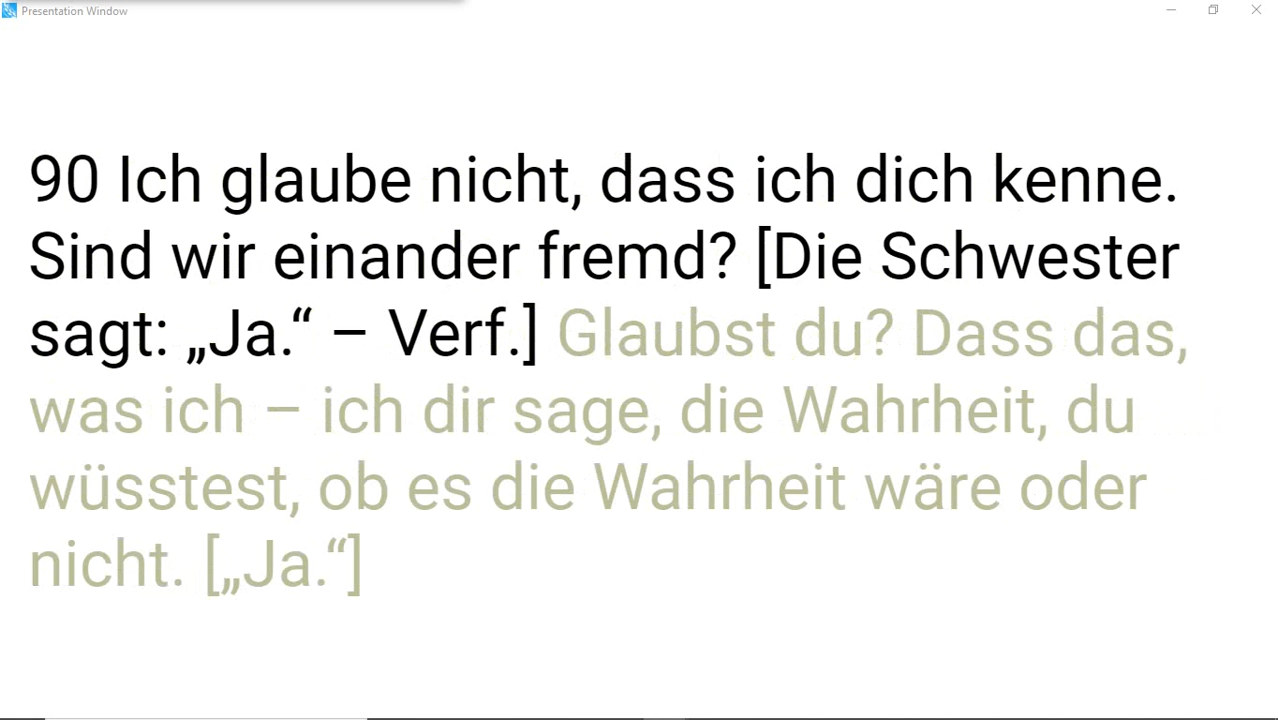 Presentation Window
90 Ich glaube nicht, dass ich dich kenne.
Sind wir einander fremd? [Die Schwester
sagt: „Ja.“ – Verf.] Glaubst du? Dass das,
was ich – ich dir sage, die Wahrheit, du
wüsstest, ob es die Wahrheit wäre oder
nicht. [„Ja.“]